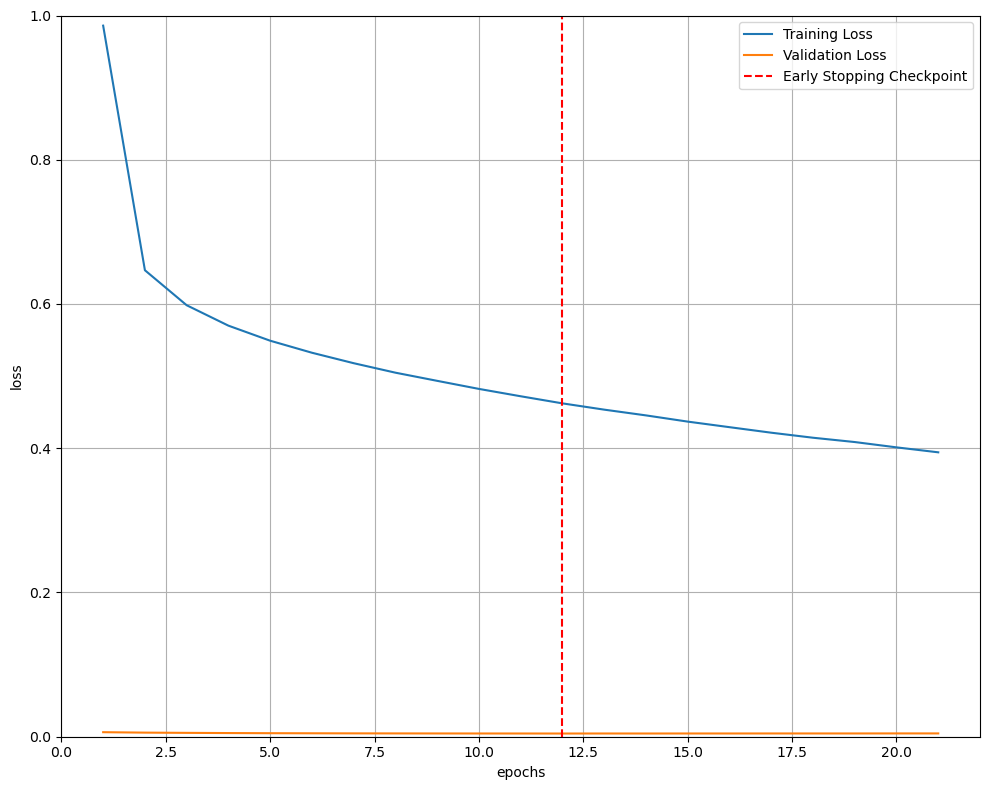 Training Loss
Validation Loss
Early Stopping Checkpoint
1.0
0.8
0.6
0.4
0.2
0.0
loss
0.0 2.5 5.0 7.5 10.0 12.5 15.0 17.5 20.0
epochs